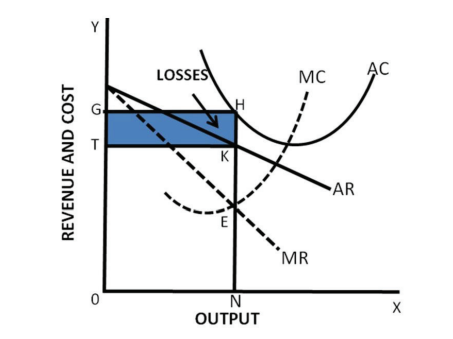 Y
LOSSES
MC
AC
G
H
T
K
AR
E
MR
REVENUE AND COST
0
N
X
OUTPUT